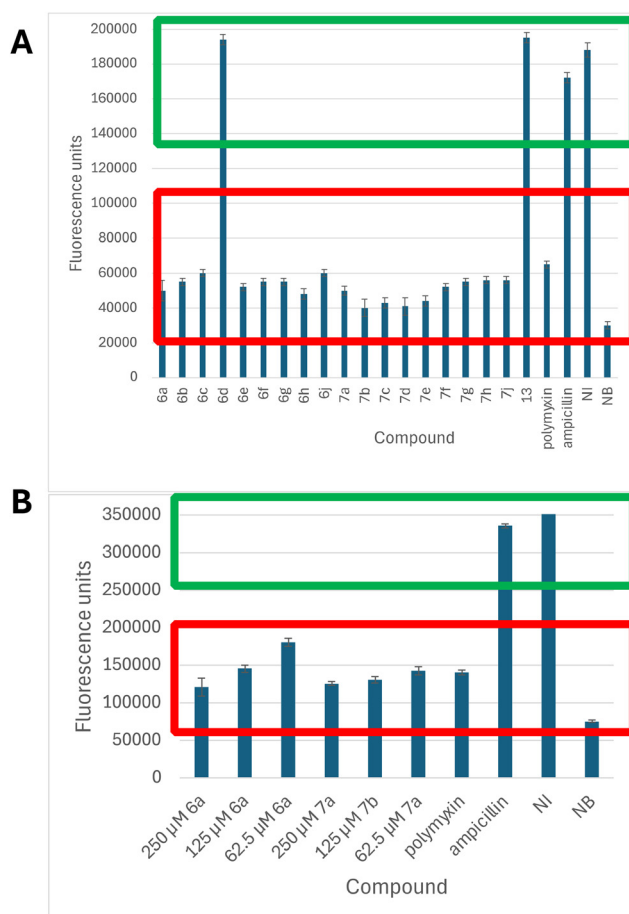 A
200000
180000
160000
140000
120000
100000
80000
60000
40000
20000
0
Fluorescence units
6a 6b 6c 6d 6e 6f 6g 6h 6j 7a 7b 7c 7d 7e 7f 7g 7h 7j 13 polymyxin ampicillin NI NB
Compound
B
350000
300000
250000
200000
150000
100000
50000
0
Fluorescence units
250 µM 6a 125 µM 6a 62.5 µM 6a 250 µM 7a 125 µM 7b 62.5 µM 7a polymyxin ampicillin NI NB
Compound